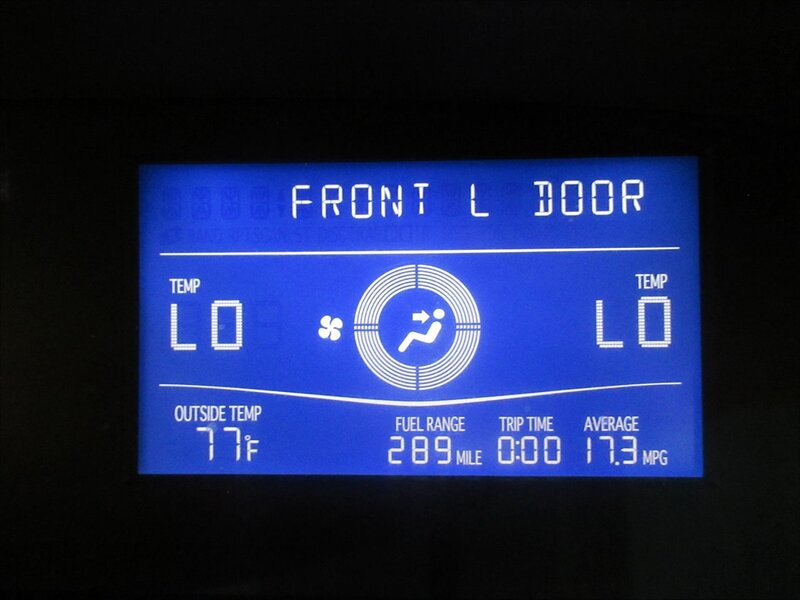 FRONT L DOOR
TEMP TEMP
LO LO
OUTSIDE TEMP FUEL RANGE TRIP TIME AVERAGE
77°F 289 MILE 0:00 17.3 MPG